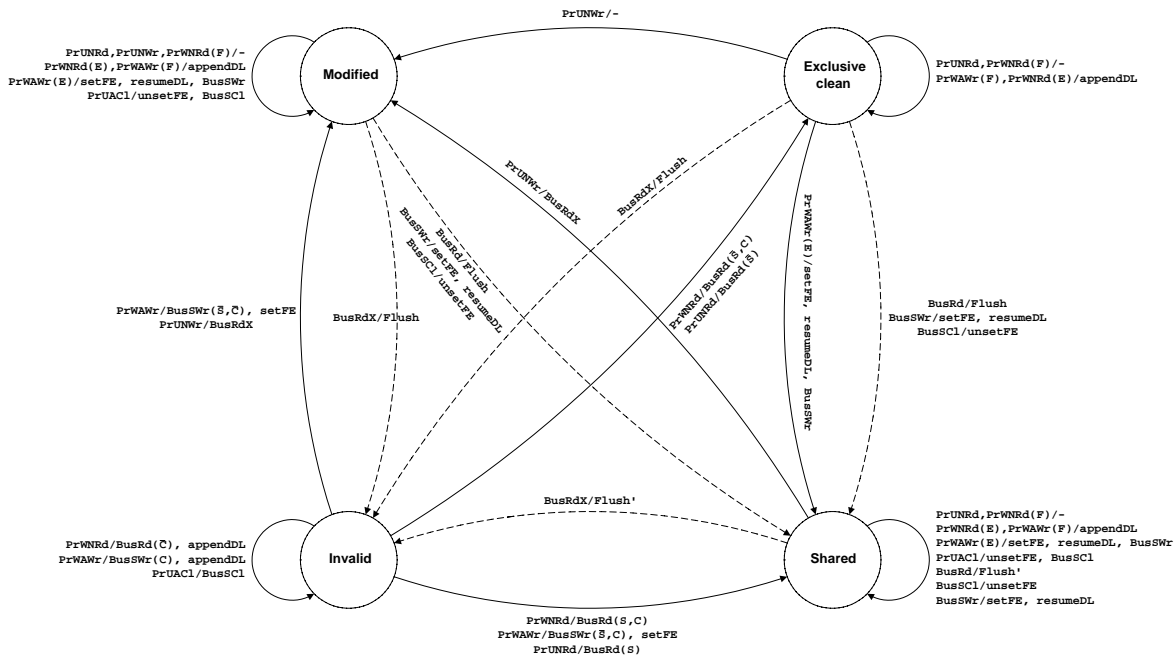 PrUNWr/-
PrUNRd,PrUNWr,PrWNRd(F)/-
PrWNRd(E),PrWAWr(F)/appendDL
PrWAWr(E)/setFE, resumeDL, BusSWr
PrUACl/unsetFE, BusSCl
Modified
Exclusive
clean
PrUNRd,PrWNRd(F)/-
PrWAWr(F),PrWNRd(E)/appendDL
PrUNWr/BusRdX
BusRdX/Flush
BusRd/Flush
BusSWr/setFE, resumeDL
BusSCl/unsetFE
PrWNRd/BusRd(S̄,C)
PrUNRd/BusRd(S̄)
PrWAWr(E)/setFE, resumeDL, BusSWr
PrWAWr/BusSWr(S̄,C̄), setFE
PrUNWr/BusRdX
BusRdX/Flush
BusRd/Flush
BusSWr/setFE, resumeDL
BusSCl/unsetFE
BusRdX/Flush'
PrWNRd/BusRd(C̄), appendDL
PrWAWr/BusSWr(C), appendDL
PrUACl/BusSCl
Invalid
Shared
PrUNRd,PrWNRd(F)/-
PrWNRd(E),PrWAWr(F)/appendDL
PrWAWr(E)/setFE, resumeDL, BusSWr
PrUACl/unsetFE, BusSCl
BusRd/Flush'
BusSCl/unsetFE
BusSWr/setFE, resumeDL
PrWNRd/BusRd(S,C)
PrWAWr/BusSWr(S̄,C), setFE
PrUNRd/BusRd(S)